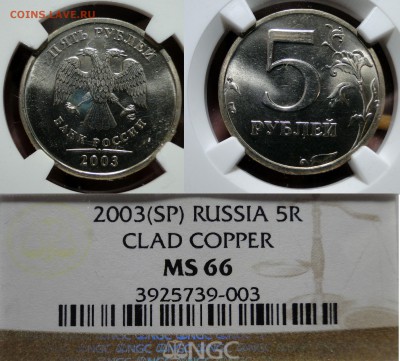 COINS.LAVE.RU
ПЯТЬ РУБЛЕЙ
БАНК РОССИИ
2003
5
РУБЛЕЙ
2003(SP) RUSSIA 5R
CLAD COPPER
MS 66
3925739-003
NGC